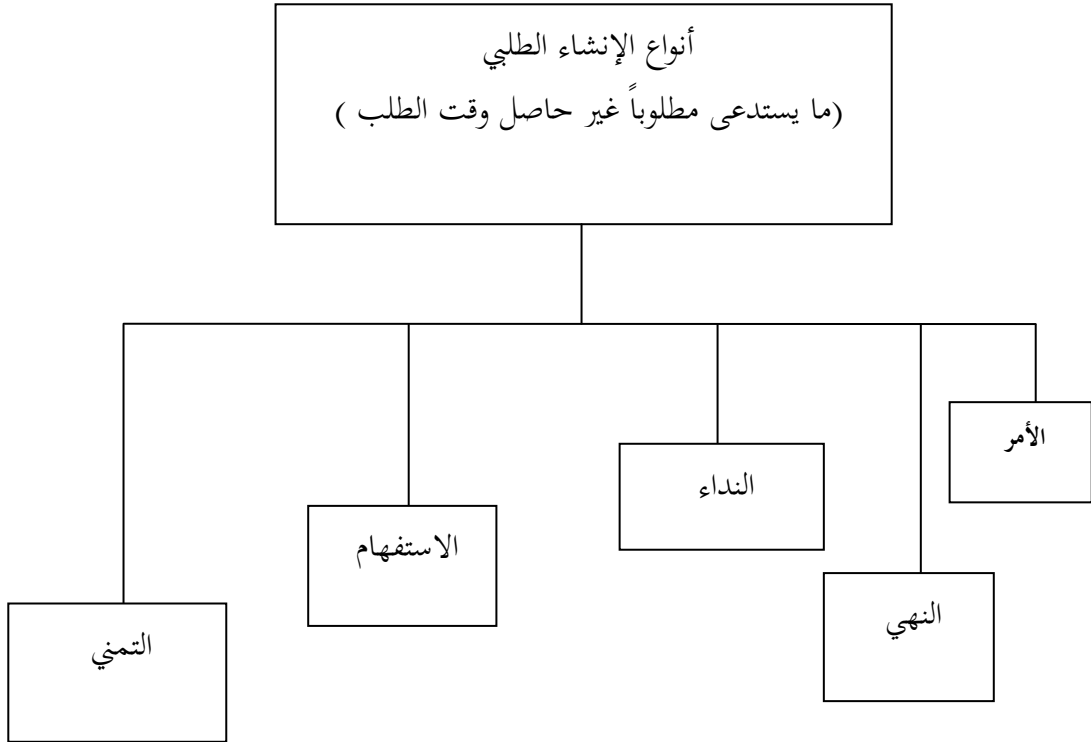 أنواع الإنشاء الطلبي
(ما يستدعى مطلوباً غير حاصل وقت الطلب )
الأمر
النهي
النداء
الاستفهام
التمني